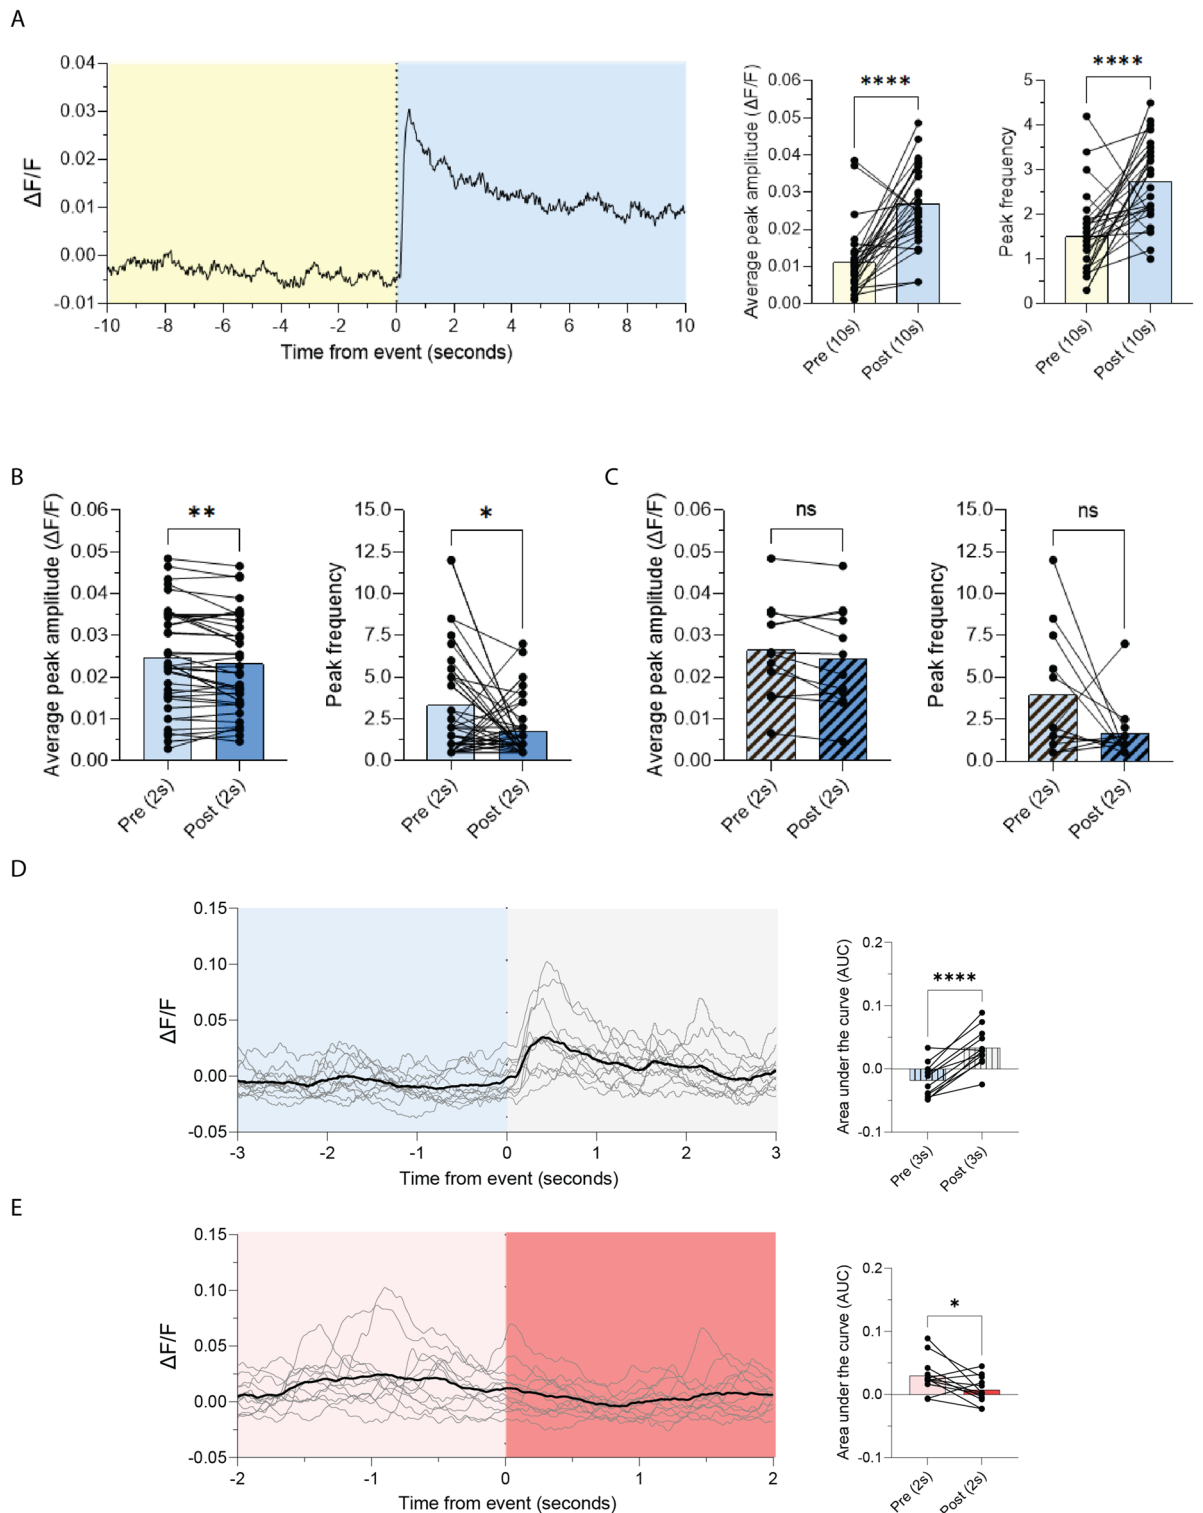 A
ΔF/F
0.04
0.03
0.02
0.01
0.00
-0.01
-10 -8 -6 -4 -2 0 2 4 6 8 10
Time from event (seconds)
Average peak amplitude (ΔF/F)
0.06
0.05
0.04
0.03
0.02
0.01
0.00
****
Pre (10s) Post (10s)
Peak frequency
5
4
3
2
1
0
****
Pre (10s) Post (10s)
B
Average peak amplitude (ΔF/F)
0.06
0.05
0.04
0.03
0.02
0.01
0.00
**
Pre (2s) Post (2s)
Peak frequency
15.0
12.5
10.0
7.5
5.0
2.5
0.0
*
Pre (2s) Post (2s)
C
Average peak amplitude (ΔF/F)
0.06
0.05
0.04
0.03
0.02
0.01
0.00
ns
Pre (2s) Post (2s)
Peak frequency
15.0
12.5
10.0
7.5
5.0
2.5
0.0
ns
Pre (2s) Post (2s)
D
ΔF/F
0.15
0.10
0.05
0.00
-0.05
-3 -2 -1 0 1 2 3
Time from event (seconds)
Area under the curve (AUC)
0.2
0.1
0.0
-0.1
****
Pre (3s) Post (3s)
E
ΔF/F
0.15
0.10
0.05
0.00
-0.05
-2 -1 0 1 2
Time from event (seconds)
Area under the curve (AUC)
0.2
0.1
0.0
-0.1
*
Pre (2s) Post (2s)